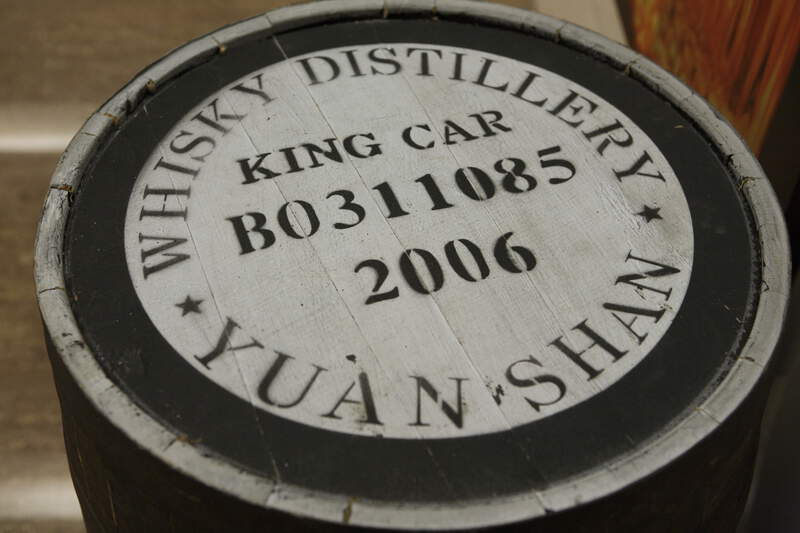 WHISKY DISTILLERY
KING CAR
B0311085
2006
YUAN SHAN